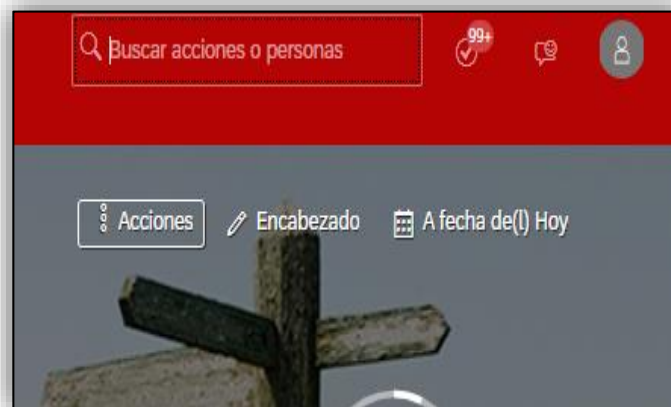 Buscar acciones o personas
99+
Acciones
Encabezado
A fecha de(l) Hoy